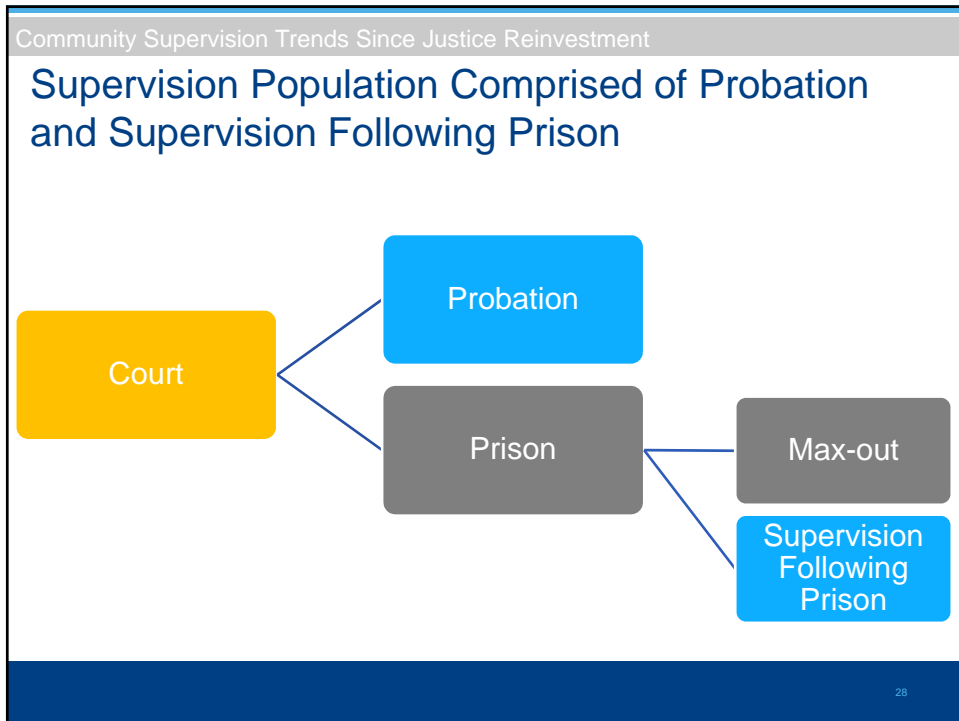 Community Supervision Trends Since Justice Reinvestment
Supervision Population Comprised of Probation
and Supervision Following Prison
Probation
Court
Prison
Max-out
Supervision
Following
Prison
28